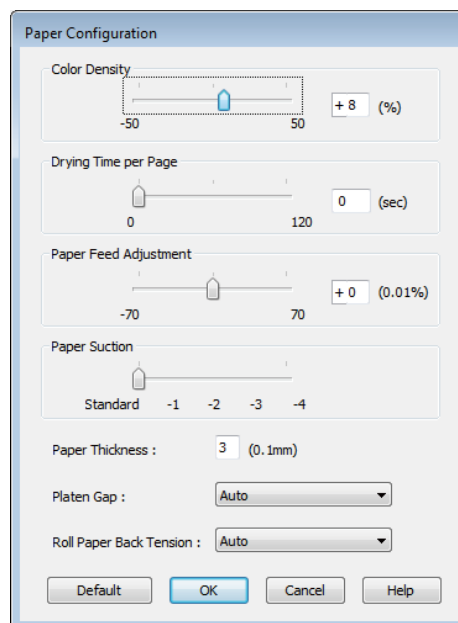 Paper Configuration
Color Density
+ 8 (%)
-50 50
Drying Time per Page
0 (sec)
0 120
Paper Feed Adjustment
+ 0 (0.01%)
-70 70
Paper Suction
Standard -1 -2 -3 -4
Paper Thickness : 3 (0.1mm)
Platen Gap : Auto
Roll Paper Back Tension : Auto
Default OK Cancel Help